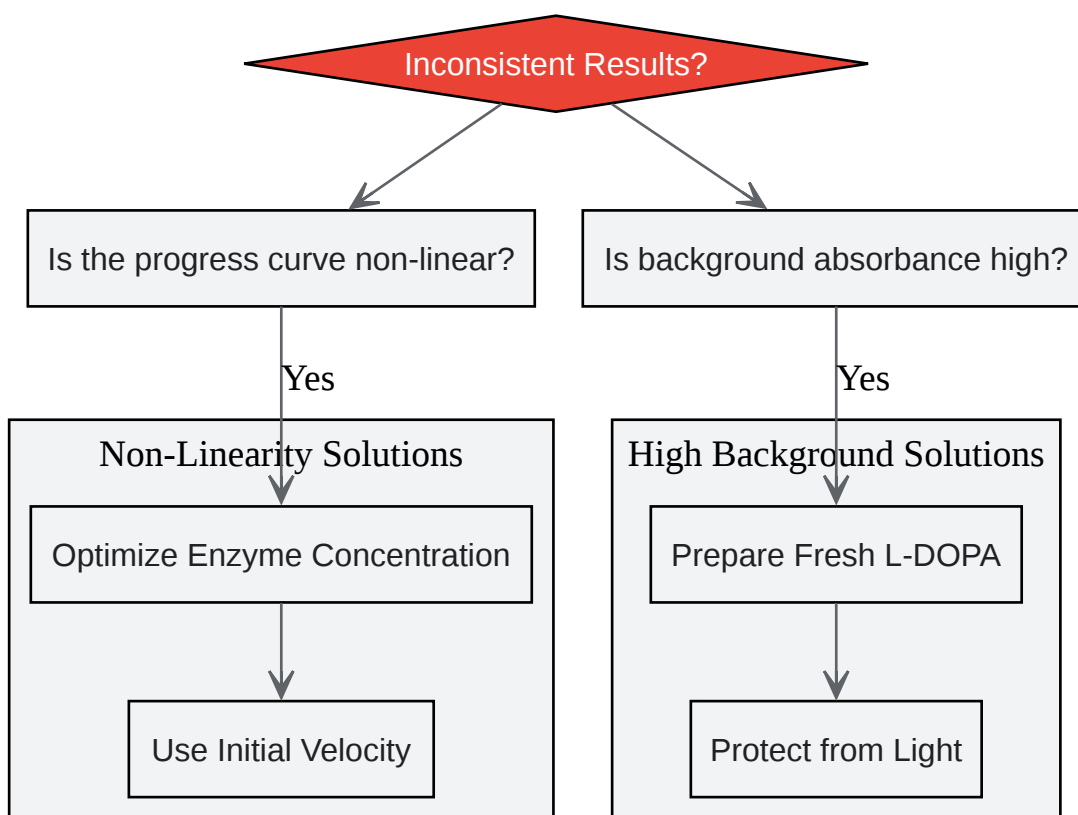 Inconsistent Results?
Is the progress curve non-linear?
Is background absorbance high?
Yes
Yes
Non-Linearity Solutions
High Background Solutions
Optimize Enzyme Concentration
Prepare Fresh L-DOPA
Use Initial Velocity
Protect from Light